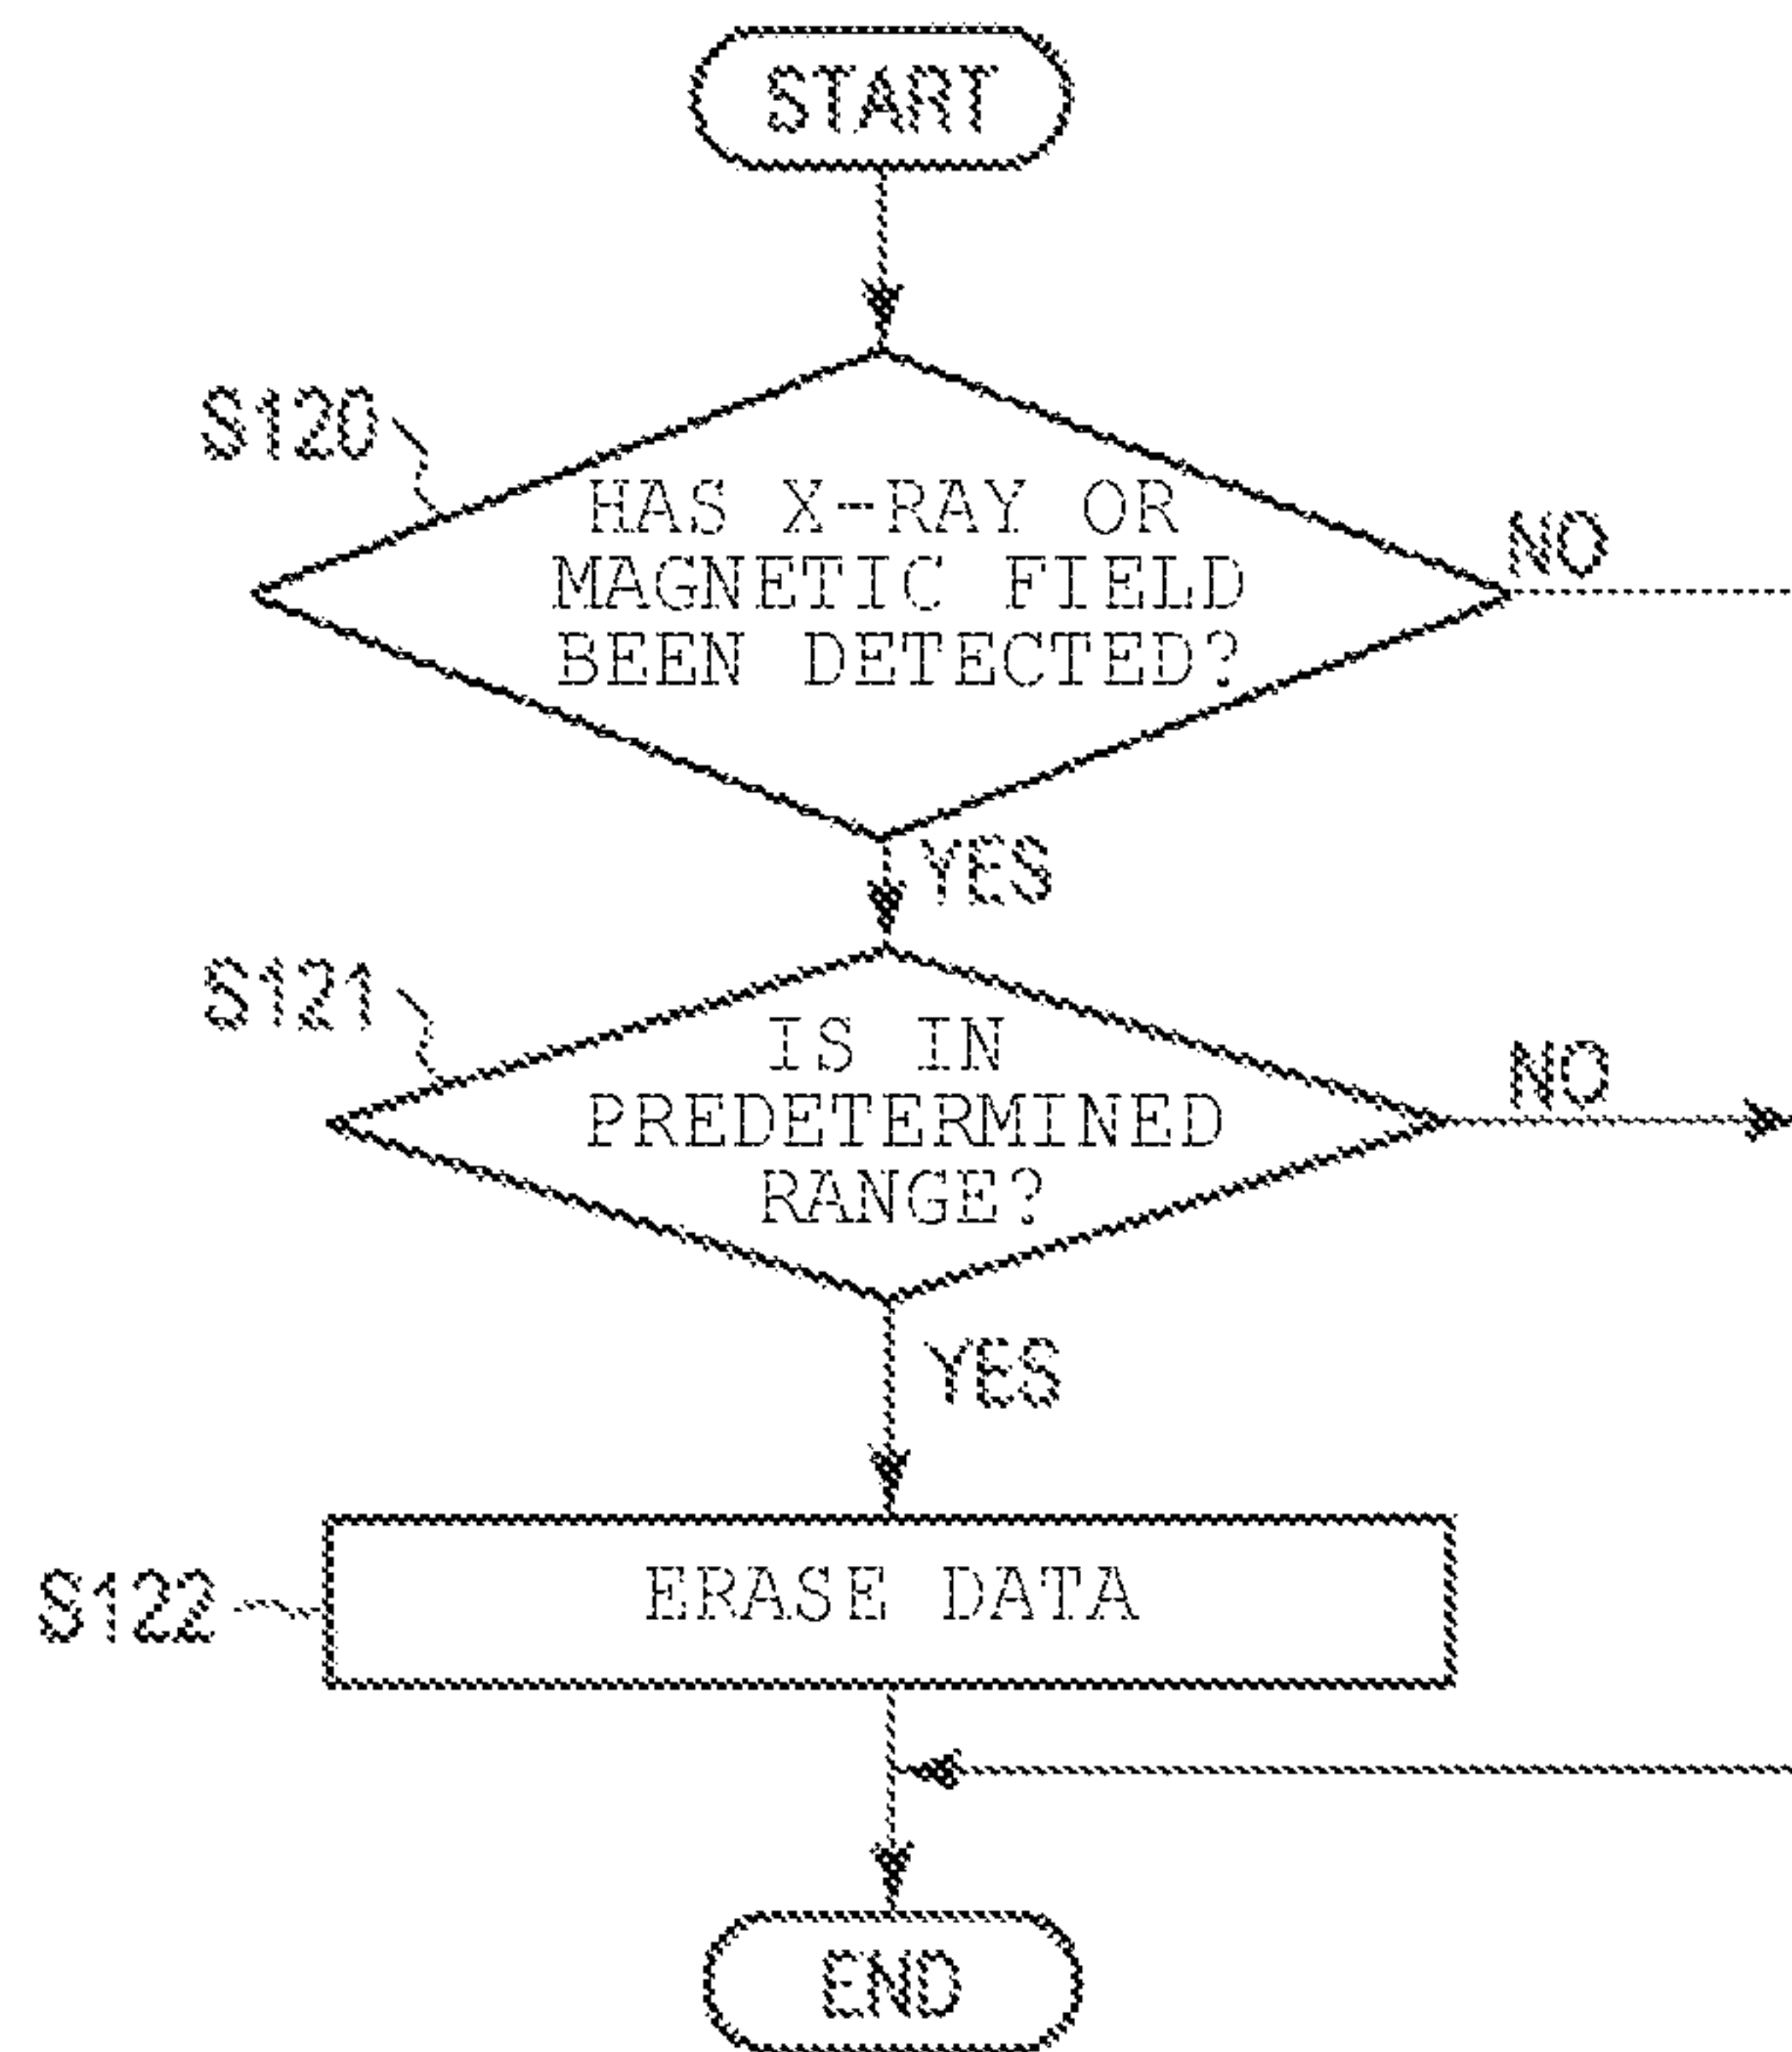 START
S120
HAS X-RAY OR
MAGNETIC FIELD
BEEN DETECTED?
NO
YES
S121
IS IN
PREDETERMINED
RANGE?
NO
YES
S122
ERASE DATA
END